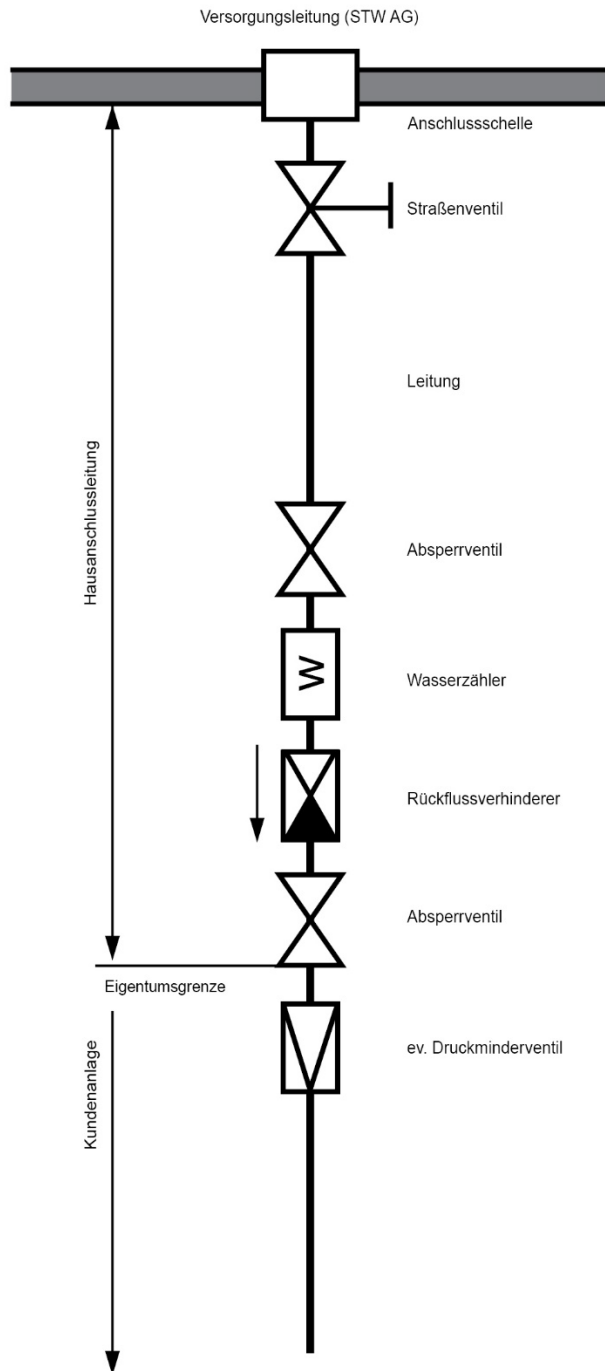 Versorgungsleitung (STW AG)
Anschlussschelle
Straßenventil
Leitung
Hausanschlussleitung
Absperrventil
W
Wasserzähler
Rückflussverhinderer
Absperrventil
Eigentumsgrenze
ev. Druckminderventil
Kundenanlage